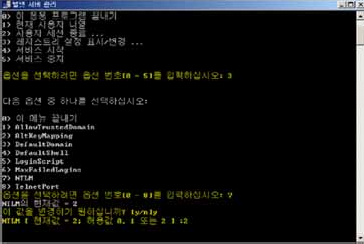 텔넷 서버 관리
0) 이 응용 프로그램 끝내기
1) 현재 사용자 나열
2) 사용자 세션 종료 ...
3) 레지스트리 설정 표시/변경 ...
4) 서비스 시작
5) 서비스 중지
옵션을 선택하려면 옵션 번호[0 - 5]를 입력하십시오: 3
다음 옵션 중 하나를 선택하십시오:
0) 이 메뉴 끝내기
1) AllowTrustedDomain
2) AltKeyMapping
3) DefaultDomain
4) DefaultShell
5) LoginScript
6) MaxFailedLogins
7) NTLM
8) TelnetPort
옵션을 선택하려면 옵션 번호[0 - 8]를 입력하십시오: 7
NTLM의 현재값 = 2
이 값을 변경하기 원하십니까? [y/n]y
NTLM [ 현재값 = 2; 허용값 0, 1 또는 2 ] :2